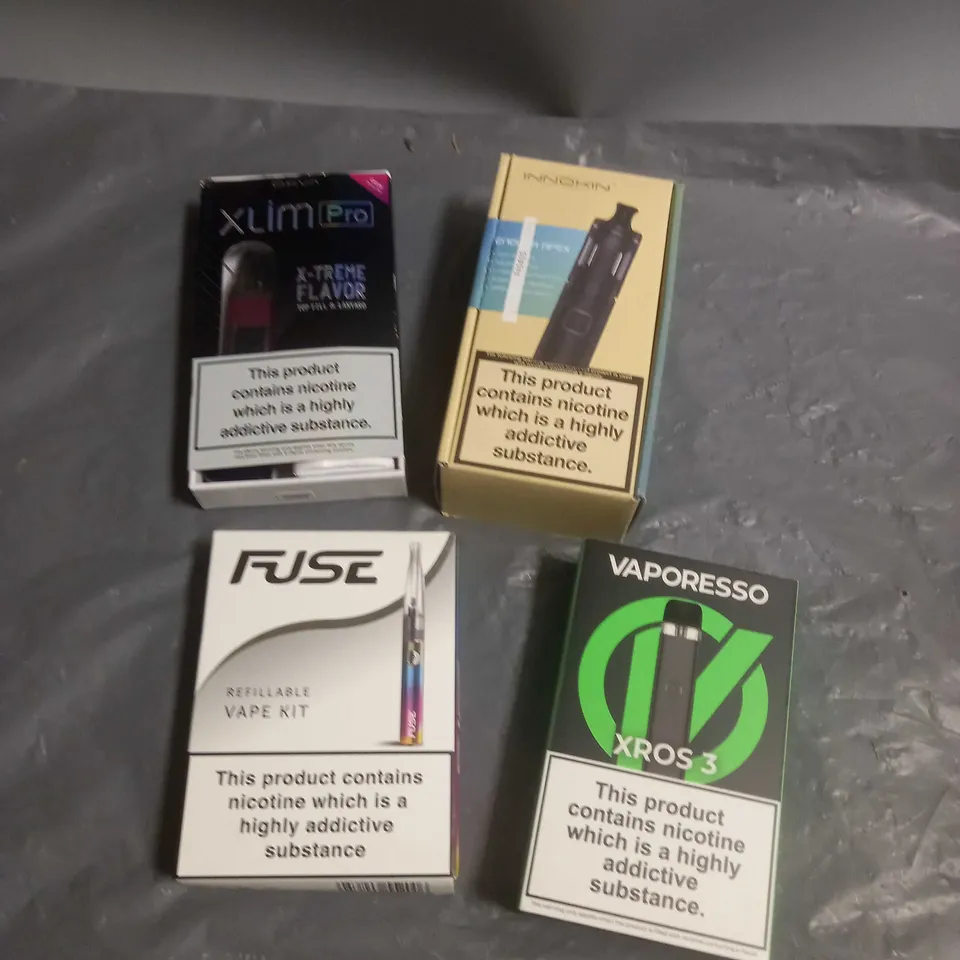 XLIM Pro
X-TREME
FLAVOR
This product
contains nicotine
which is a highly
addictive substance.
INNOKIN
This product
contains nicotine
which is a highly
addictive
substance.
FUSE
REFILLABLE
VAPE KIT
This product contains
nicotine which is a
highly addictive
substance
VAPORESSO
XROS 3
This product
contains nicotine
which is a highly
addictive
substance.